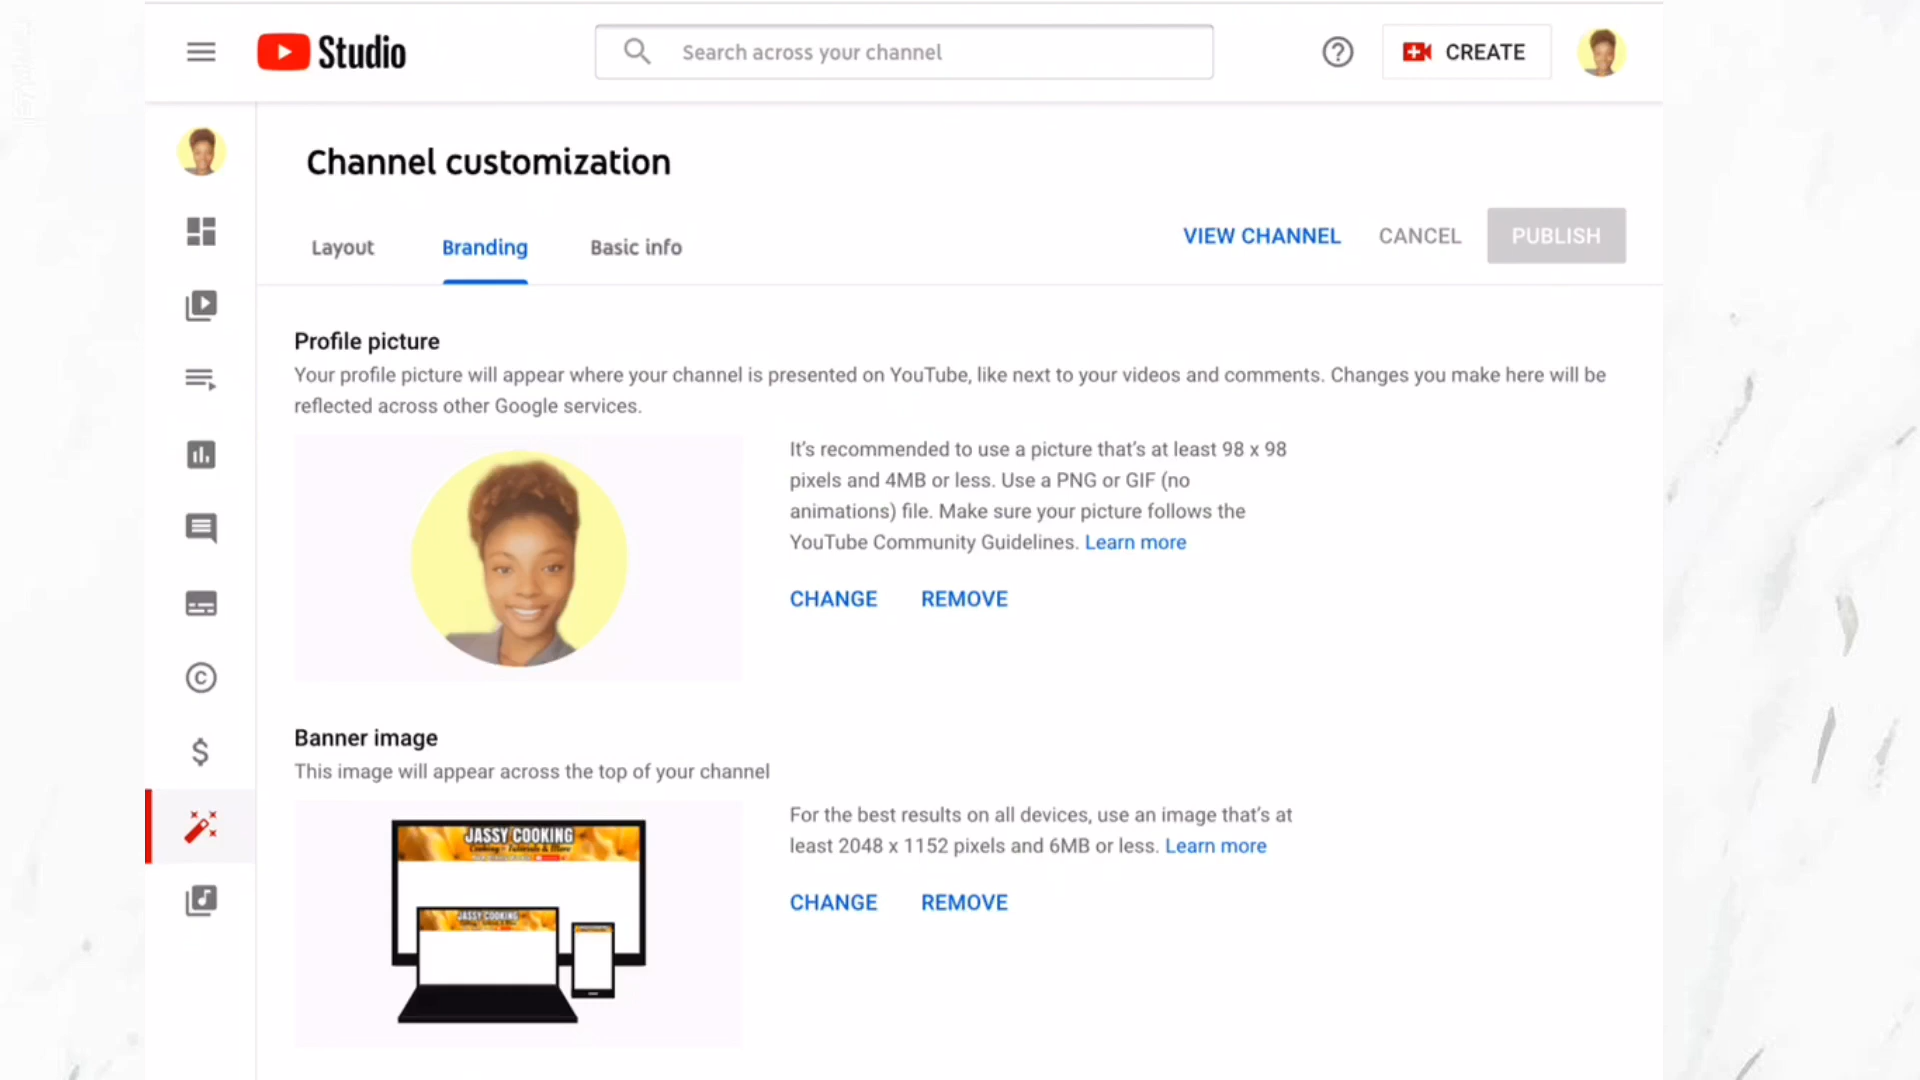 Studio
Search across your channel
CREATE
Channel customization
Layout
Branding
Basic info
VIEW CHANNEL
CANCEL
PUBLISH
Profile picture
Your profile picture will appear where your channel is presented on YouTube, like next to your videos and comments. Changes you make here will be
reflected across other Google services.
It's recommended to use a picture that's at least 98 x 98
pixels and 4MB or less. Use a PNG or GIF (no
animations) file. Make sure your picture follows the
YouTube Community Guidelines. Learn more
CHANGE
REMOVE
Banner image
This image will appear across the top of your channel
For the best results on all devices, use an image that's at
least 2048 x 1152 pixels and 6MB or less. Learn more
CHANGE
REMOVE
JASSY COOKING
Cooking - Tutorials & More
JASSY COOKING